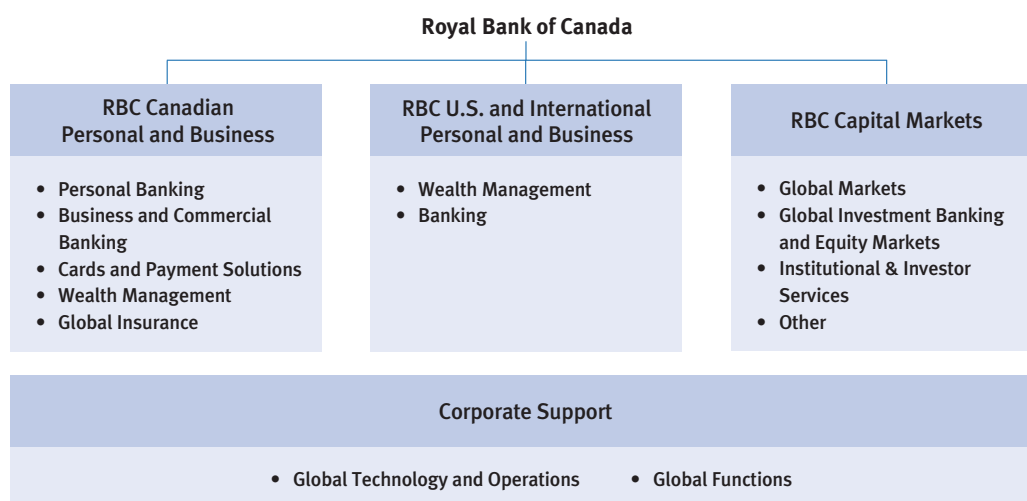 Royal Bank of Canada
RBC Canadian
Personal and Business
• Personal Banking
• Business and Commercial
Banking
• Cards and Payment Solutions
• Wealth Management
• Global Insurance
RBC U.S. and International
Personal and Business
• Wealth Management
• Banking
RBC Capital Markets
• Global Markets
• Global Investment Banking
and Equity Markets
• Institutional & Investor
Services
• Other
Corporate Support
• Global Technology and Operations • Global Functions